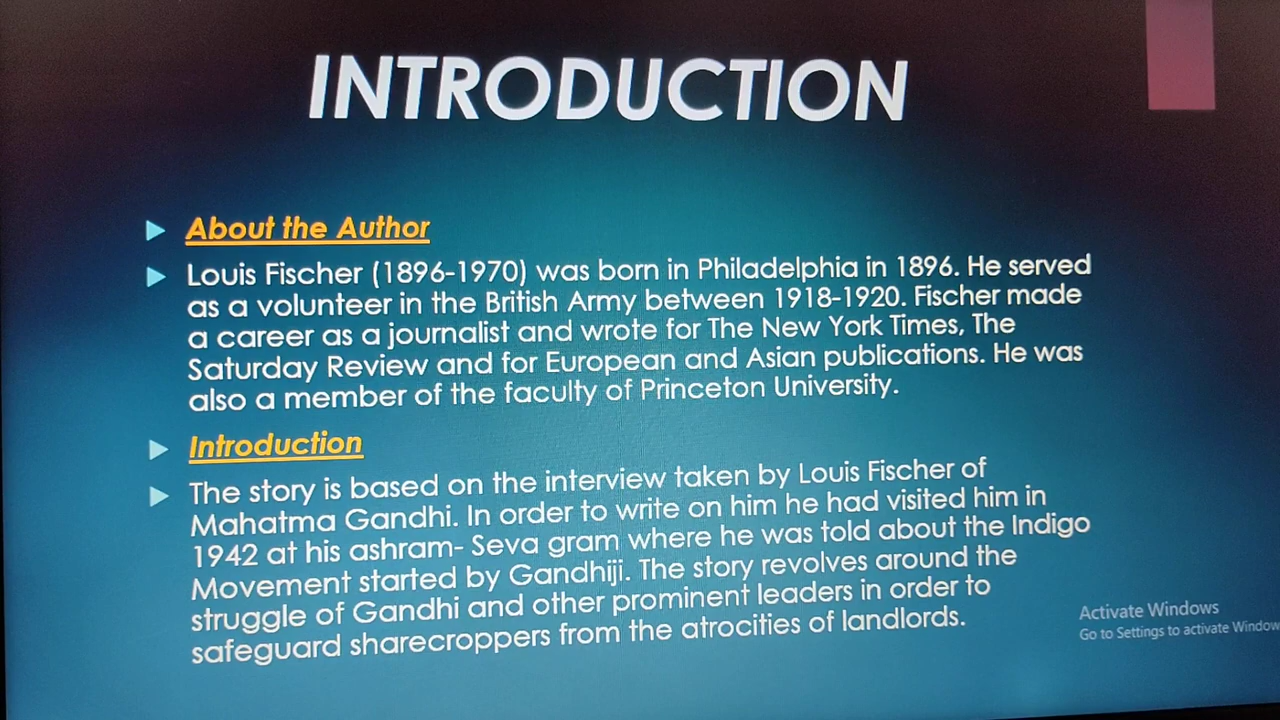 INTRODUCTION
About the Author
Louis Fischer (1896-1970) was born in Philadelphia in 1896. He served
as a volunteer in the British Army between 1918-1920. Fischer made
a career as a journalist and wrote for The New York Times, The
Saturday Review and for European and Asian publications. He was
also a member of the faculty of Princeton University.
Introduction
The story is based on the interview taken by Louis Fischer of
Mahatma Gandhi. In order to write on him he had visited him in
1942 at his ashram- Seva gram where he was told about the Indigo
Movement started by Gandhiji. The story revolves around the
struggle of Gandhi and other prominent leaders in order to
safeguard sharecroppers from the atrocities of landlords.
Activate Windows
Go to Settings to activate Window